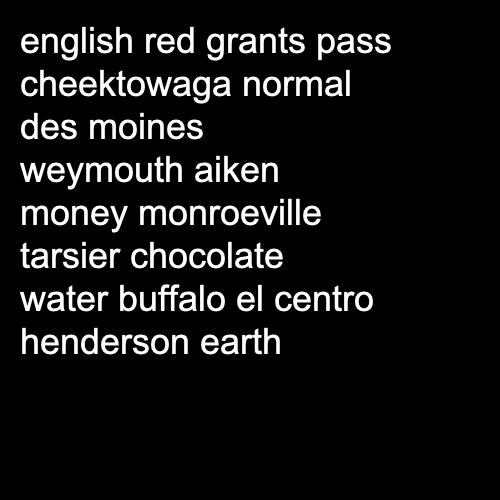 english red grants pass
cheektowaga normal
des moines
weymouth aiken
money monroeville
tarsier chocolate
water buffalo el centro
henderson earth